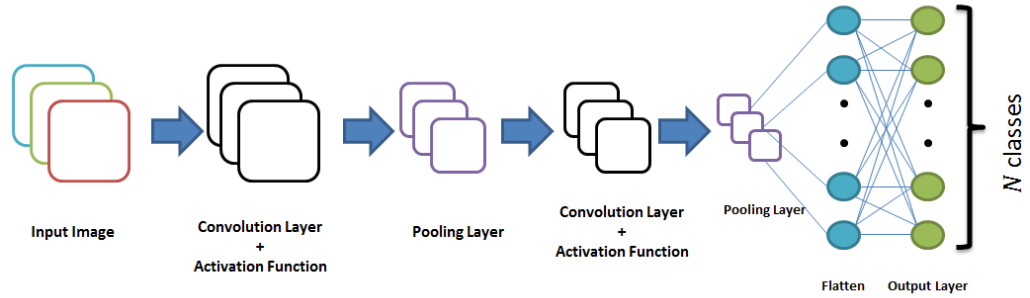 Input Image
Convolution Layer
+
Activation Function
Pooling Layer
Convolution Layer
+
Activation Function
Pooling Layer
Flatten
Output Layer
N classes